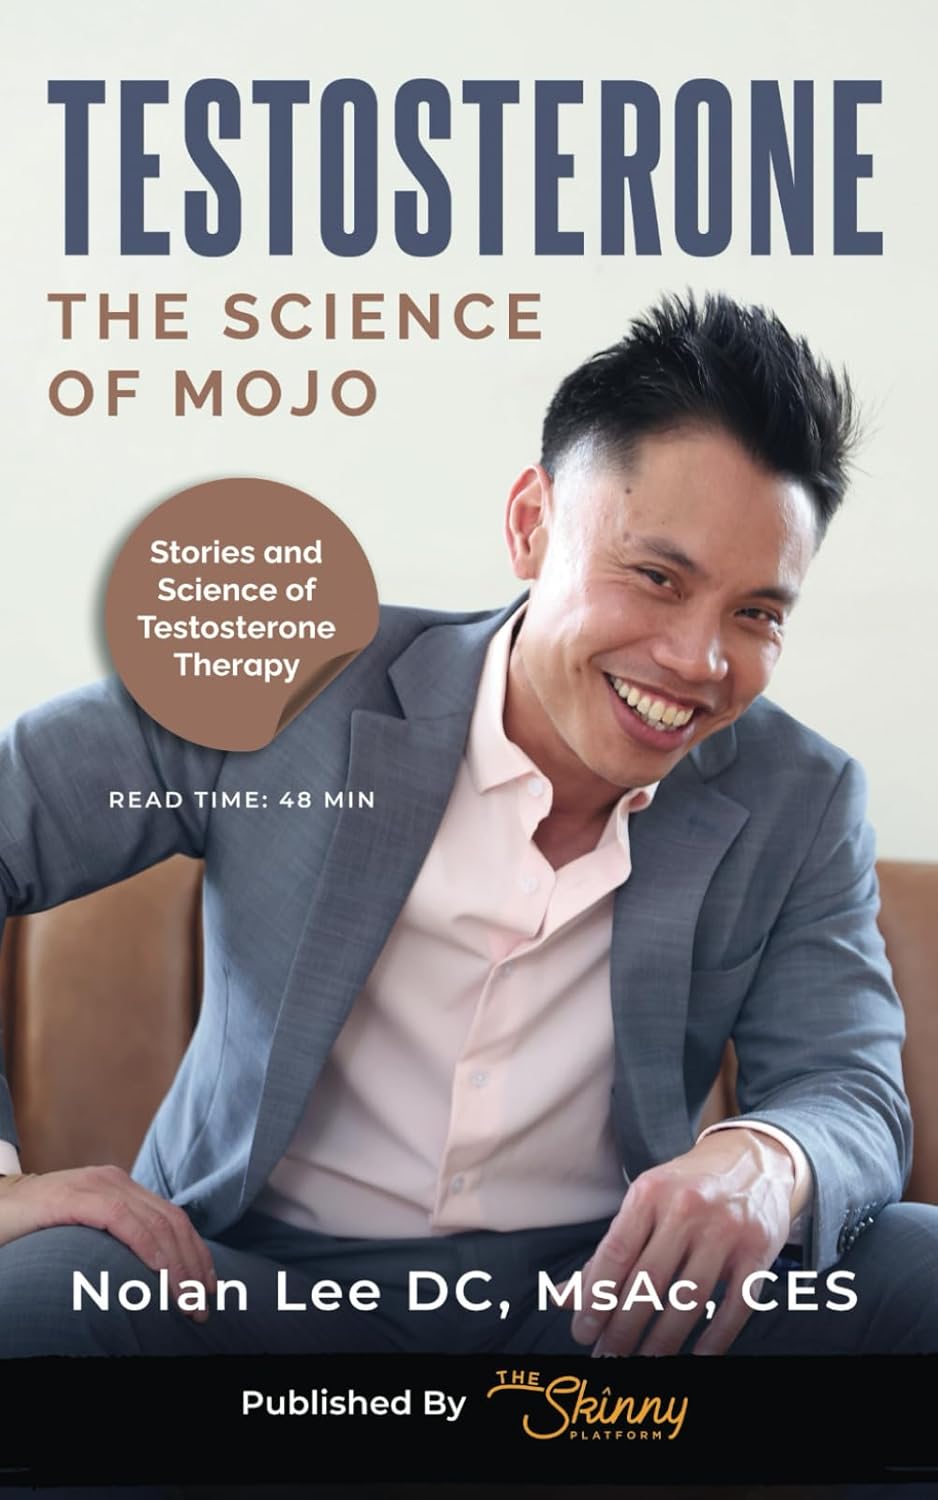 TESTOSTERONE
THE SCIENCE
OF MOJO
Stories and
Science of
Testosterone
Therapy
READ TIME: 48 MIN
Nolan Lee DC, MsAc, CES
Published By THE Skinny
PLATFORM